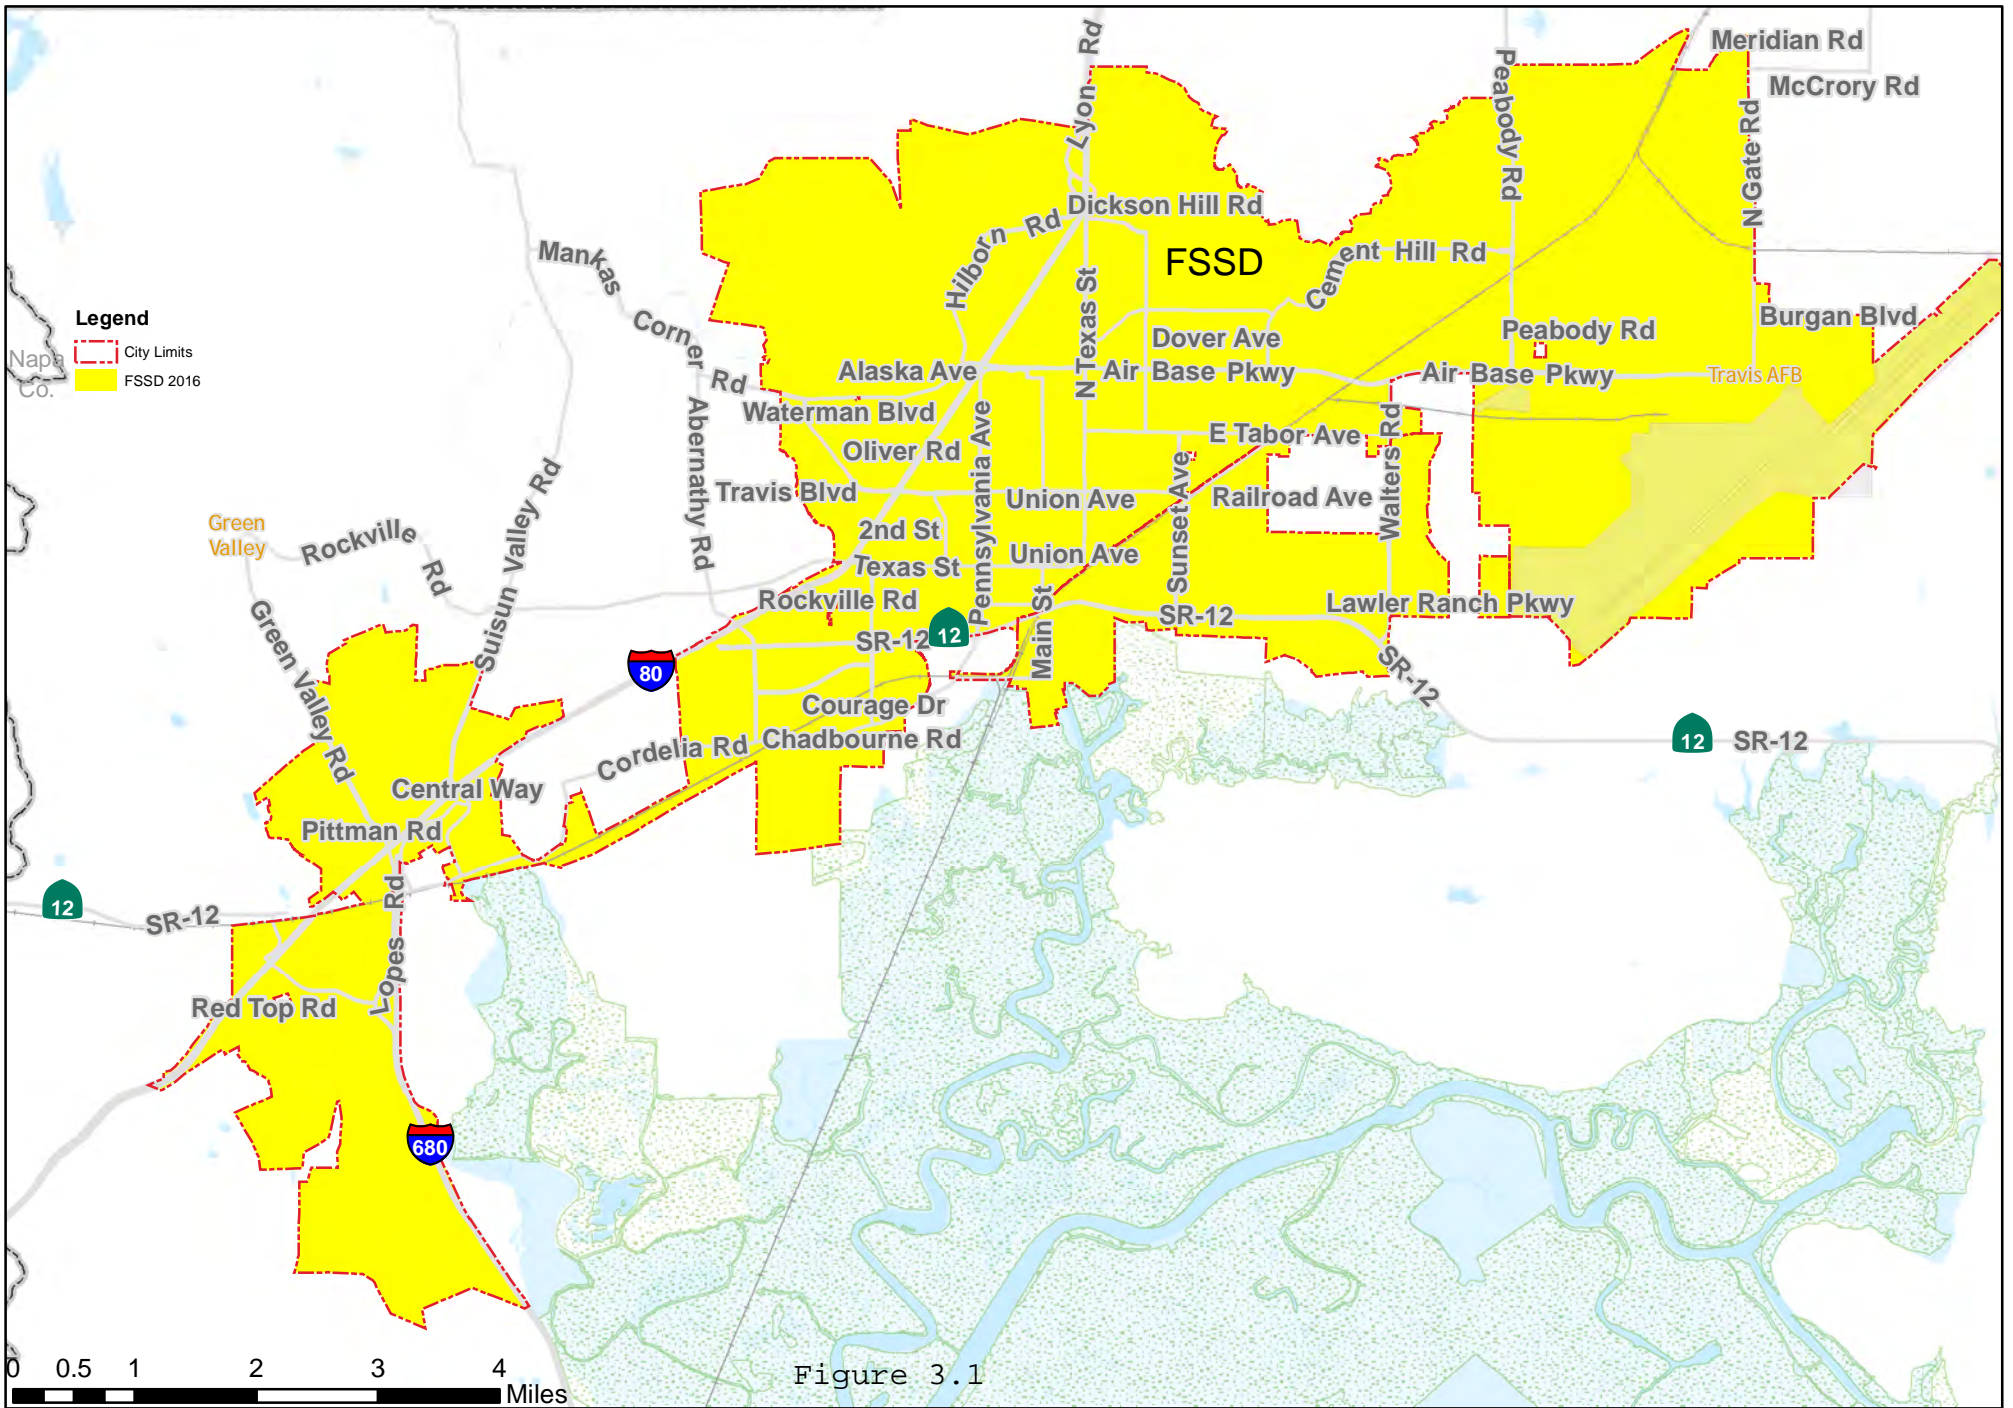 Meridian Rd
McCrory Rd
Lyon Rd
Peabody Rd
N Gate Rd
Dickson Hill Rd
Hilborn Rd
FSSD
Cement Hill Rd
Mankas Corner Rd
N Texas St
Legend
City Limits
FSSD 2016
Napa
Co.
Burgan Blvd
Peabody Rd
Dover Ave
Alaska Ave
Air Base Pkwy
Air Base Pkwy
Travis AFB
Waterman Blvd
Abernathy Rd
Oliver Rd
Pennsylvania Ave
E Tabor Ave
Walters Rd
Travis Blvd
Union Ave
Sunset Ave
Railroad Ave
Suisun Valley Rd
Green
Valley
Rockville Rd
2nd St
Union Ave
Texas St
Rockville Rd
Main St
SR-12
Lawler Ranch Pkwy
Green Valley Rd
SR-12
12
80
SR-12
Courage Dr
Chadbourne Rd
Cordelia Rd
12
SR-12
Central Way
Pittman Rd
12
SR-12
Lopes Rd
Red Top Rd
680
0 0.5 1 2 3 4
Miles
Figure 3.1